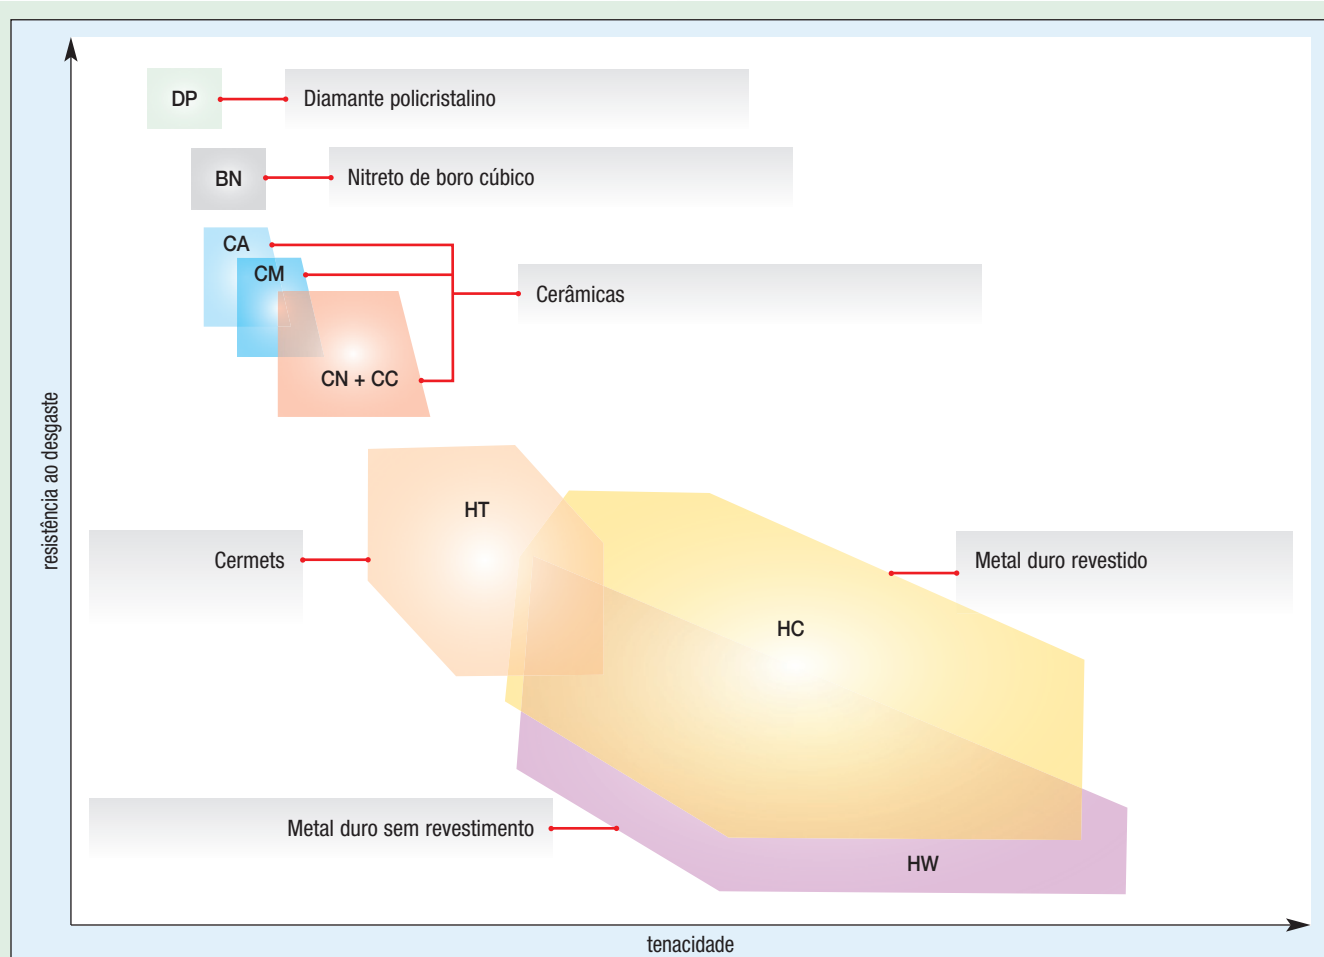 DP
Diamante policristalino
BN
Nitreto de boro cúbico
CA
CM
Cerâmicas
CN + CC
resistência ao desgaste
HT
Cermets
Metal duro revestido
HC
Metal duro sem revestimento
HW
tenacidade